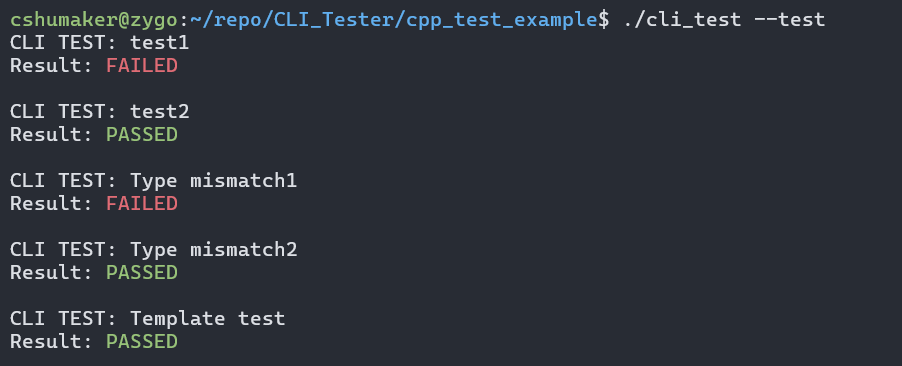 cshumaker@zygo:~/repo/CLI_Tester/cpp_test_example$ ./cli_test --test
CLI TEST: test1
Result: FAILED
CLI TEST: test2
Result: PASSED
CLI TEST: Type mismatch1
Result: FAILED
CLI TEST: Type mismatch2
Result: PASSED
CLI TEST: Template test
Result: PASSED